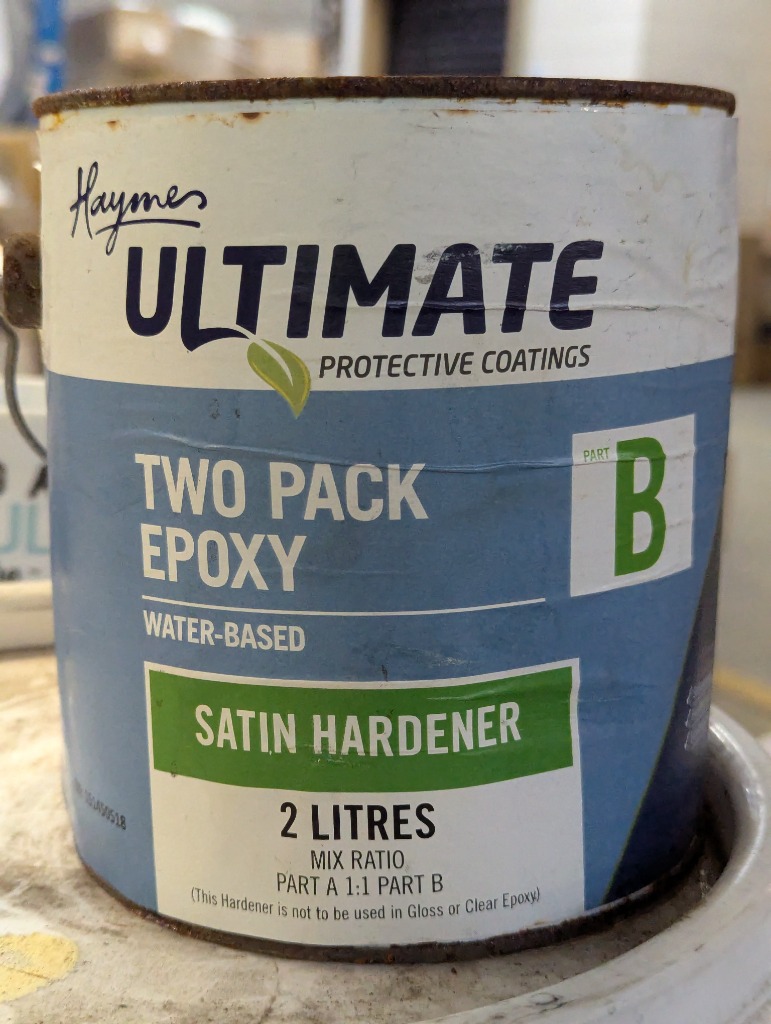 Haymes
ULTIMATE
PROTECTIVE COATINGS
PART
B
TWO PACK
EPOXY
WATER-BASED
SATIN HARDENER
2 LITRES
MIX RATIO
PART A 1:1 PART B
(This Hardener is not to be used in Gloss or Clear Epoxy)